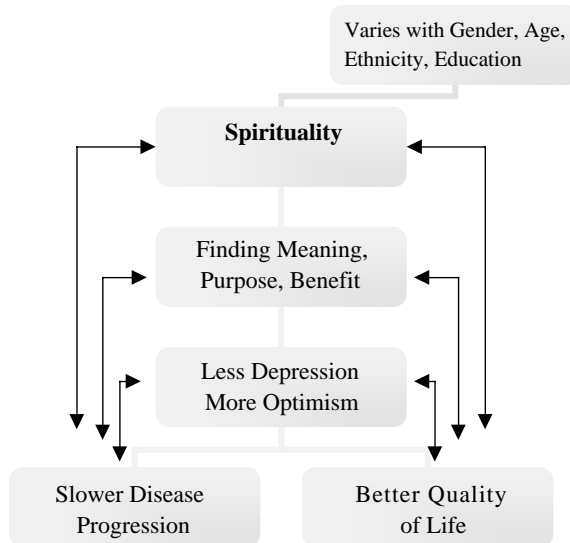 Varies with Gender, Age,
Ethnicity, Education
Spirituality
Finding Meaning,
Purpose, Benefit
Less Depression
More Optimism
Slower Disease
Progression
Better Quality
of Life